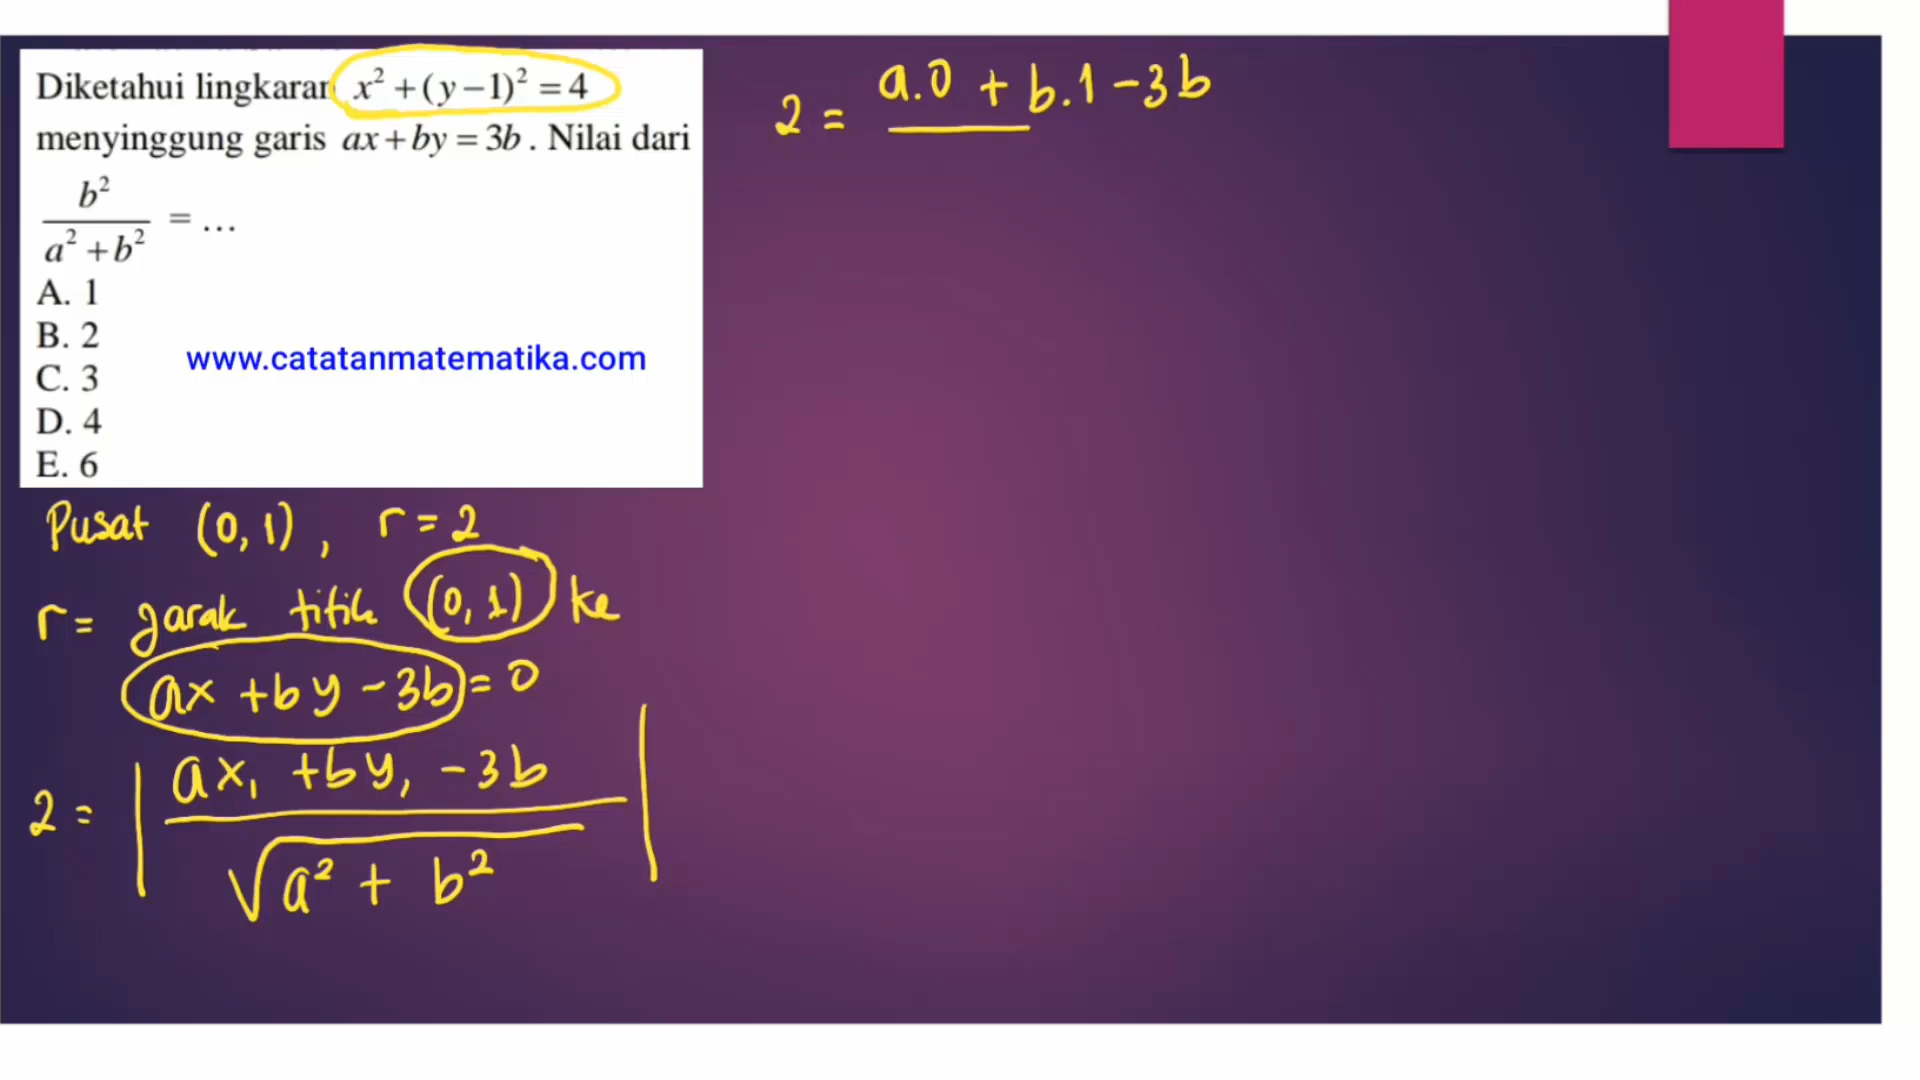 Diketahui lingkaran x² + (y − 1)² = 4
menyinggung garis ax + by = 3b . Nilai dari
b²
a² + b² = ...
A. 1
B. 2
C. 3
D. 4
E. 6
www.catatanmatematika.com
Pusat (0, 1) , r = 2
r = jarak titik (0, 1) ke
ax + by − 3b = 0
2 = | ax₁ + by₁ − 3b |
√a² + b²
2 = a.0 + b.1 − 3b